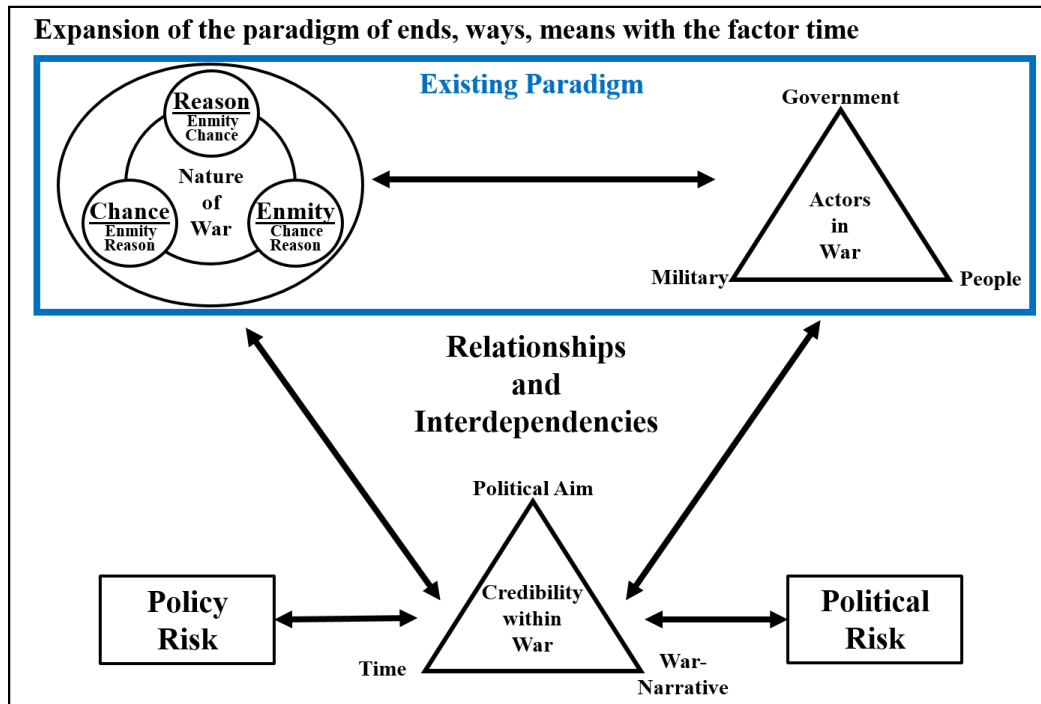 Expansion of the paradigm of ends, ways, means with the factor time
Existing Paradigm
Reason
Enmity
Chance
Nature
of
War
Chance
Enmity
Reason
Enmity
Chance
Reason
Government
Actors
in
War
Military
People
Relationships
and
Interdependencies
Political Aim
Credibility
within
War
Time
War-
Narrative
Policy
Risk
Political
Risk